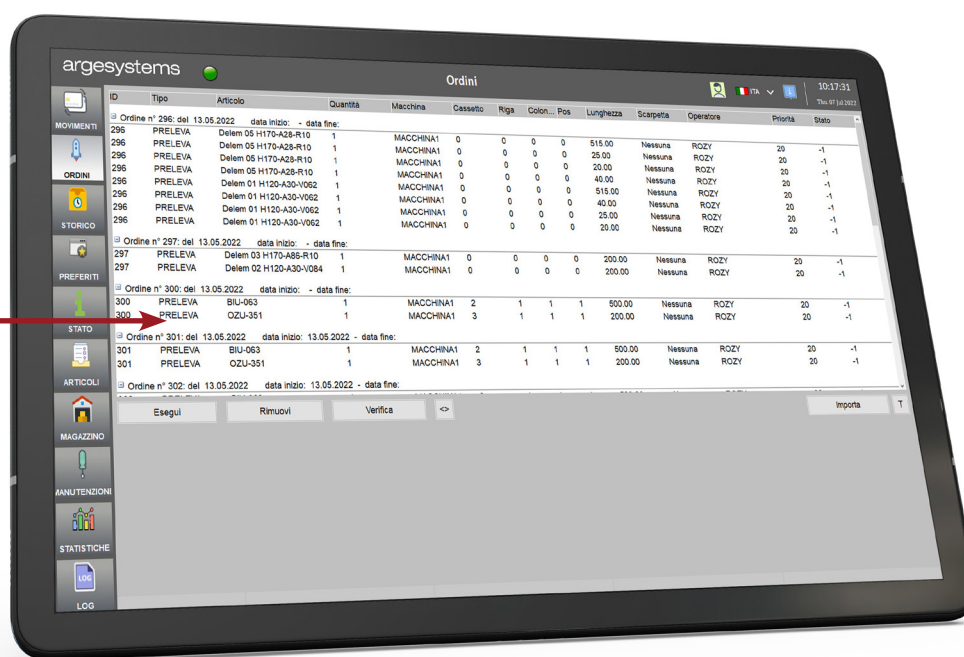 argesystems
Ordini
ITA
10:17:31
Thu, 07 Jul 2022
ID Tipo Articolo Quantità Macchina Cassetto Riga Colon... Pos Lunghezza Scarpetta Operatore Priorità Stato
Ordine n° 296: del 13.05.2022 data inizio: - data fine:
296 PRELEVA Delem 05 H170-A28-R10 1 MACCHINA1 0 0 0 0 515.00 Nessuna ROZY 20 -1
296 PRELEVA Delem 05 H170-A28-R10 1 MACCHINA1 0 0 0 0 25.00 Nessuna ROZY 20 -1
296 PRELEVA Delem 05 H170-A28-R10 1 MACCHINA1 0 0 0 0 20.00 Nessuna ROZY 20 -1
296 PRELEVA Delem 05 H170-A28-R10 1 MACCHINA1 0 0 0 0 40.00 Nessuna ROZY 20 -1
296 PRELEVA Delem 01 H120-A30-V062 1 MACCHINA1 0 0 0 0 515.00 Nessuna ROZY 20 -1
296 PRELEVA Delem 01 H120-A30-V062 1 MACCHINA1 0 0 0 0 40.00 Nessuna ROZY 20 -1
296 PRELEVA Delem 01 H120-A30-V062 1 MACCHINA1 0 0 0 0 25.00 Nessuna ROZY 20 -1
296 PRELEVA Delem 01 H120-A30-V062 1 MACCHINA1 0 0 0 0 20.00 Nessuna ROZY 20 -1
Ordine n° 297: del 13.05.2022 data inizio: - data fine:
297 PRELEVA Delem 03 H170-A86-R10 1 MACCHINA1 0 0 0 0 200.00 Nessuna ROZY 20 -1
297 PRELEVA Delem 02 H120-A30-V084 1 MACCHINA1 0 0 0 0 200.00 Nessuna ROZY 20 -1
Ordine n° 300: del 13.05.2022 data inizio: - data fine:
300 PRELEVA BIU-063 1 MACCHINA1 2 1 1 1 500.00 Nessuna ROZY 20 -1
300 PRELEVA OZU-351 1 MACCHINA1 3 1 1 1 200.00 Nessuna ROZY 20 -1
Ordine n° 301: del 13.05.2022 data inizio: 13.05.2022 - data fine:
301 PRELEVA BIU-063 1 MACCHINA1 2 1 1 1 500.00 Nessuna ROZY 20 -1
301 PRELEVA OZU-351 1 MACCHINA1 3 1 1 1 200.00 Nessuna ROZY 20 -1
Ordine n° 302: del 13.05.2022 data inizio: 13.05.2022 - data fine:
Esegui Rimuovi Verifica <> Importa T
MOVIMENTI
ORDINI
STORICO
PREFERITI
STATO
ARTICOLI
MAGAZZINO
MANUTENZIONI
STATISTICHE
LOG
LOG